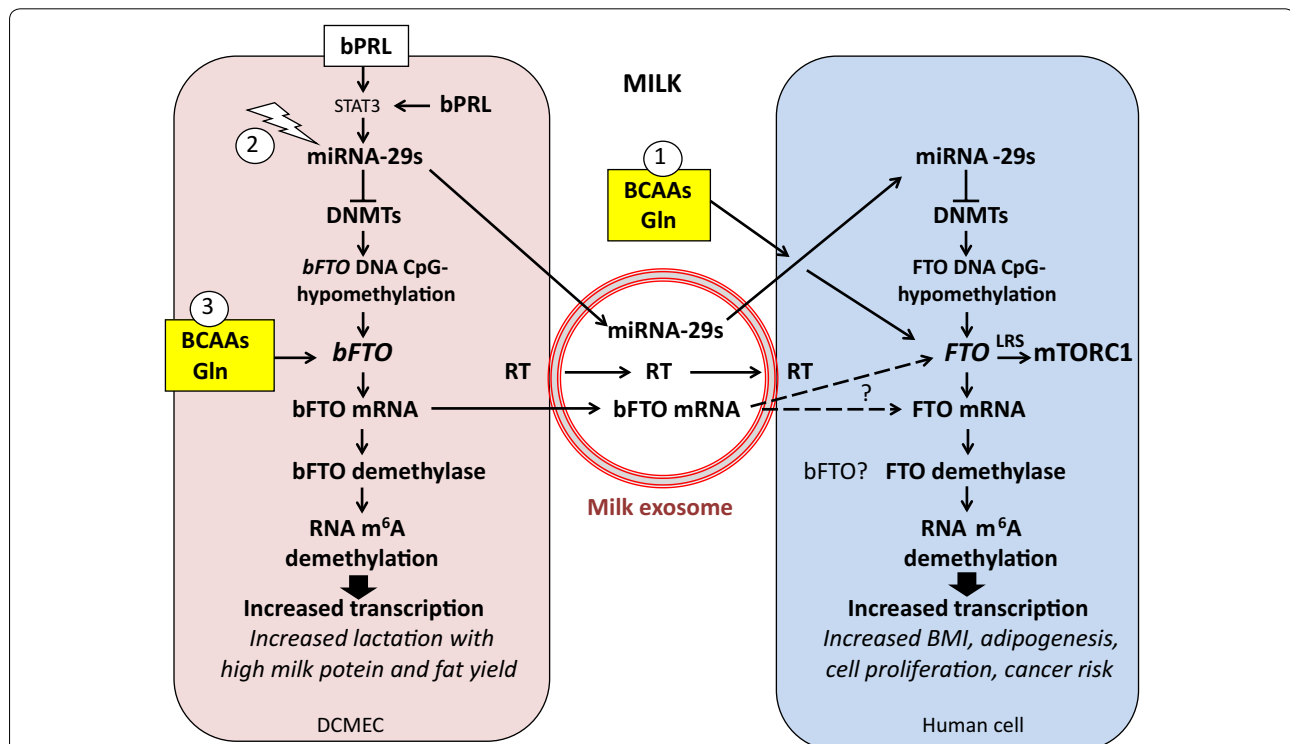 bPRL
STAT3
bPRL
2
miRNA-29s
DNMTs
bFTO DNA CpG-
hypomethylation
3
BCAAs
Gln
bFTO
bFTO mRNA
bFTO demethylase
RNA m⁶A
demethylation
Increased transcription
Increased lactation with
high milk potein and fat yield
DCMEC
MILK
1
BCAAs
Gln
miRNA-29s
RT
RT
RT
bFTO mRNA
Milk exosome
?
miRNA -29s
DNMTs
FTO DNA CpG-
hypomethylation
FTO
LRS
mTORC1
FTO mRNA
bFTO?
FTO demethylase
RNA m⁶A
demethylation
Increased transcription
Increased BMI, adipogenesis,
cell proliferation, cancer risk
Human cell